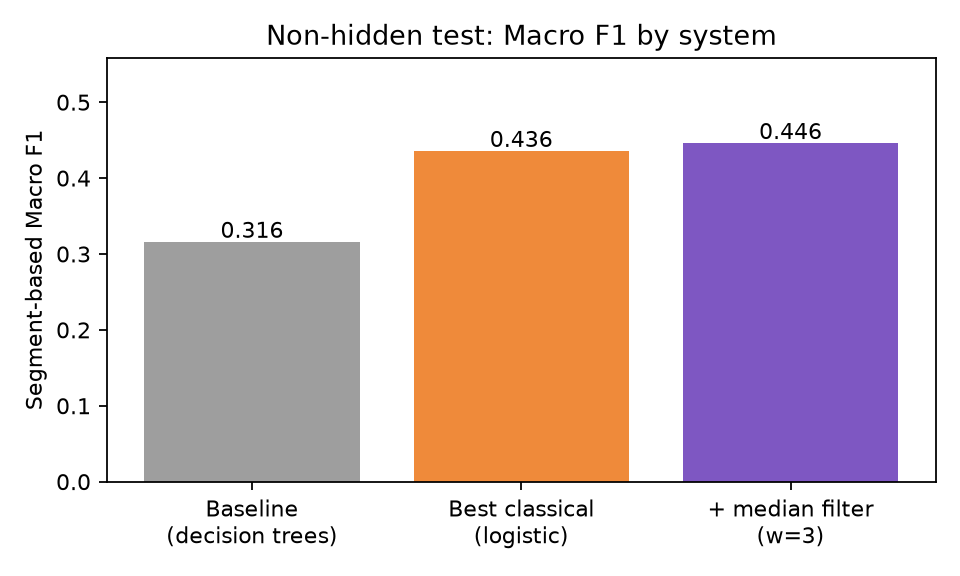 Non-hidden test: Macro F1 by system
Segment-based Macro F1
0.5
0.4
0.3
0.2
0.1
0.0
0.316
0.436
0.446
Baseline
(decision trees)
Best classical
(logistic)
+ median filter
(w=3)